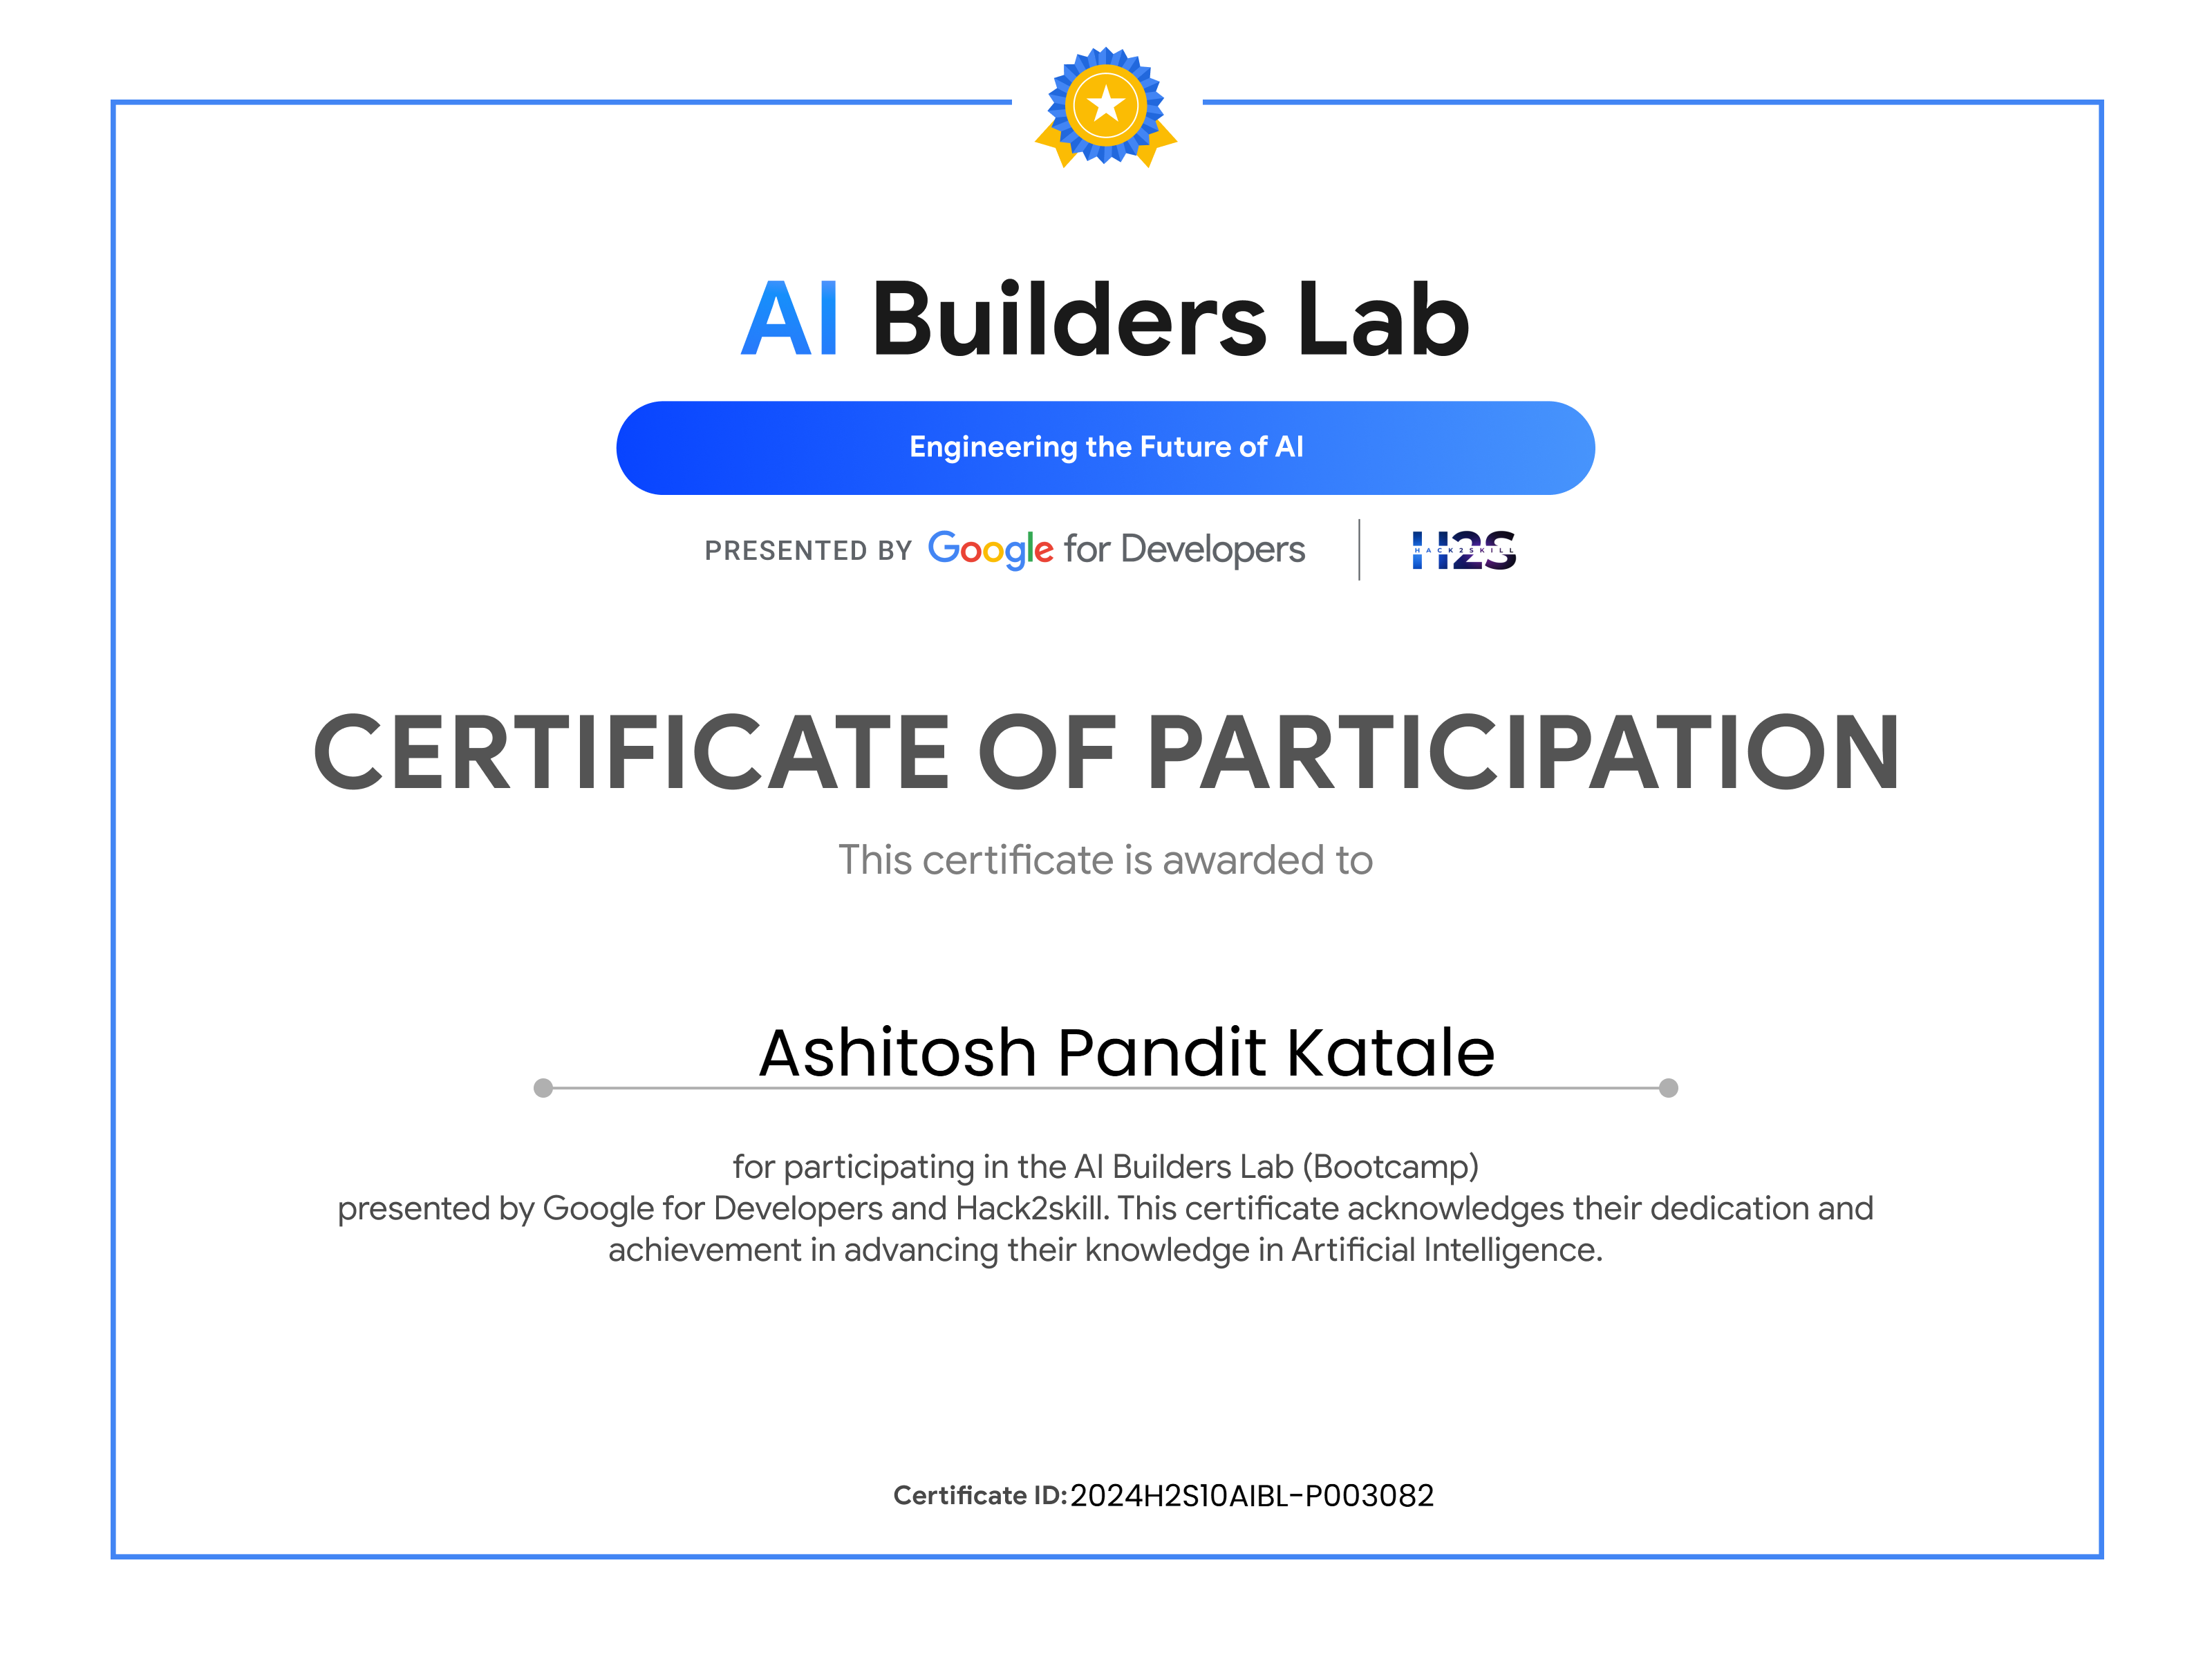 AI Builders Lab
Engineering the Future of AI
PRESENTED BY Google for Developers
H2S
HACK2SKILL
CERTIFICATE OF PARTICIPATION
This certificate is awarded to
Ashitosh Pandit Katale
for participating in the AI Builders Lab (Bootcamp)
presented by Google for Developers and Hack2skill. This certificate acknowledges their dedication and
achievement in advancing their knowledge in Artificial Intelligence.
Certificate ID:2024H2S10AIBL-P003082